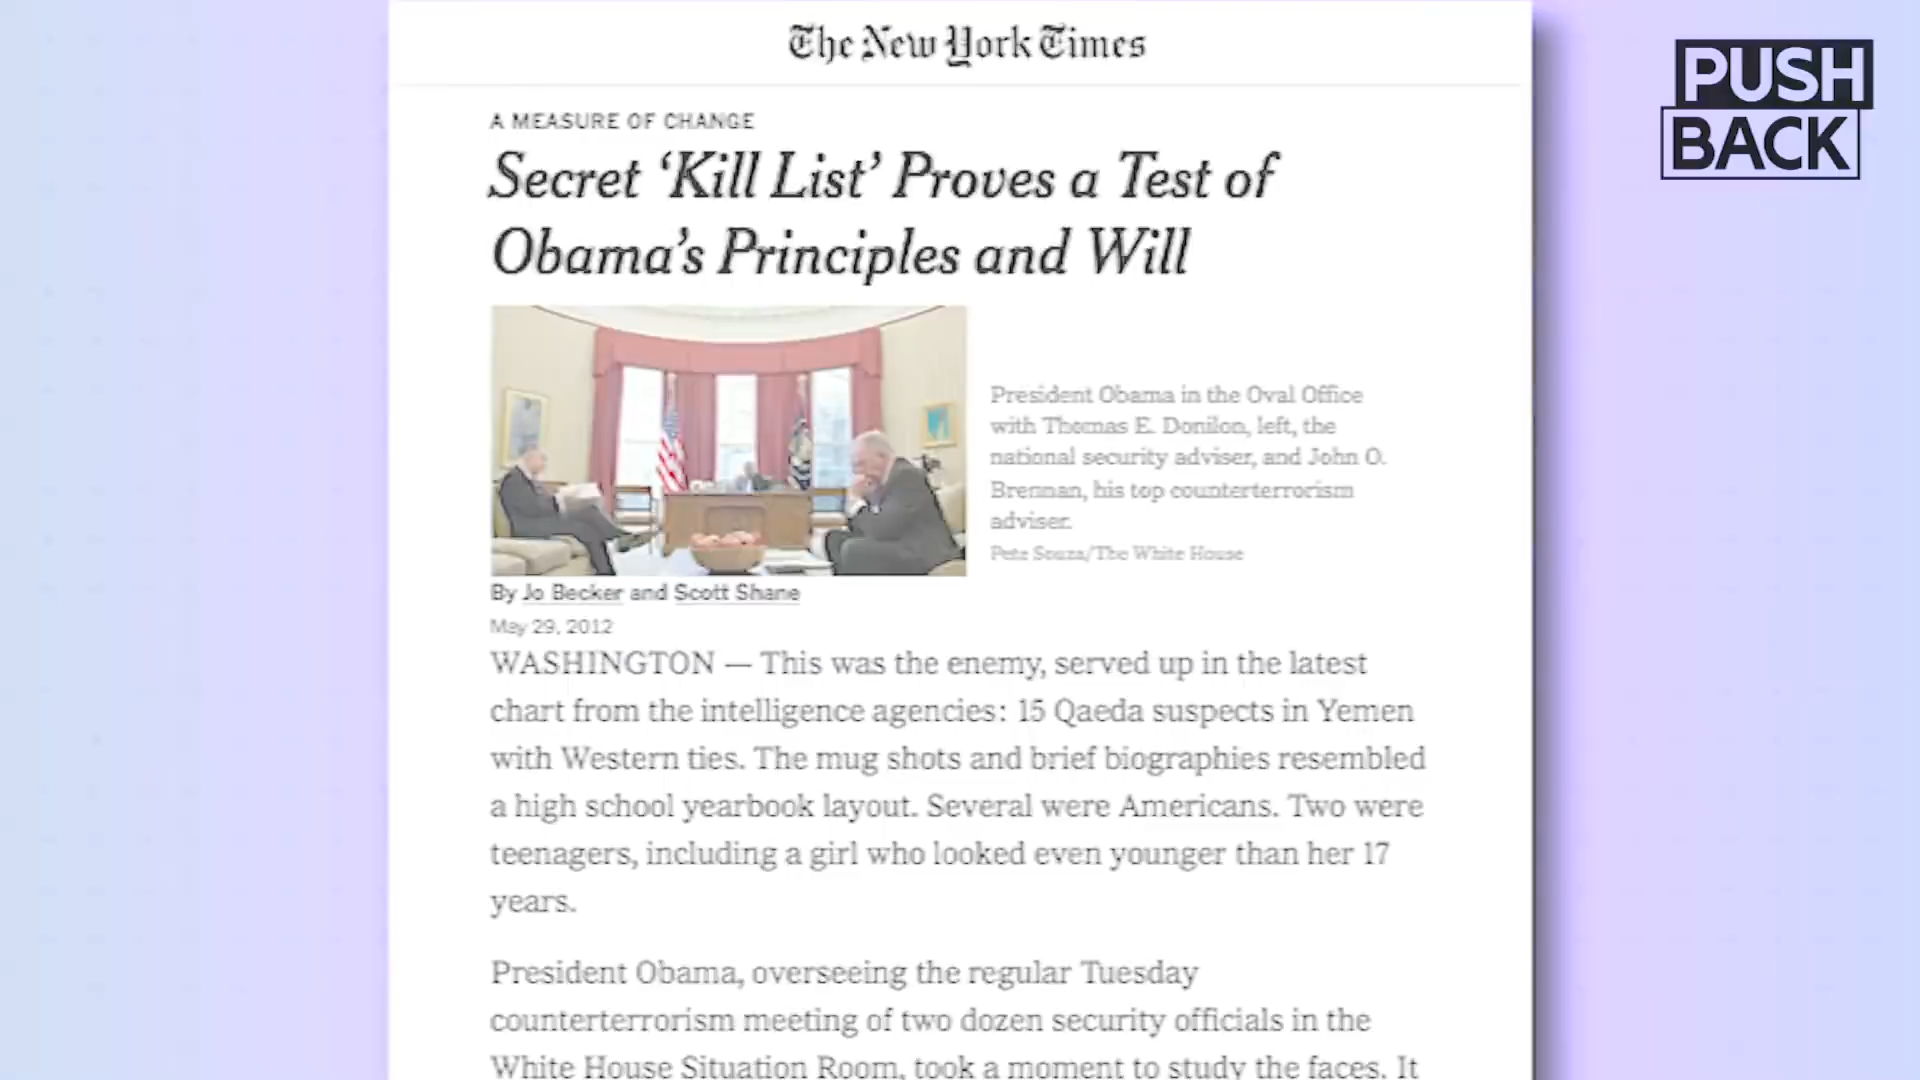 The New York Times
PUSH
BACK
A MEASURE OF CHANGE
Secret ‘Kill List’ Proves a Test of
Obama’s Principles and Will
President Obama in the Oval Office
with Thomas E. Donilon, left, the
national security adviser, and John O.
Brennan, his top counterterrorism
adviser.
Pete Souza/The White House
By Jo Becker and Scott Shane
May 29, 2012
WASHINGTON — This was the enemy, served up in the latest
chart from the intelligence agencies: 15 Qaeda suspects in Yemen
with Western ties. The mug shots and brief biographies resembled
a high school yearbook layout. Several were Americans. Two were
teenagers, including a girl who looked even younger than her 17
years.
President Obama, overseeing the regular Tuesday
counterterrorism meeting of two dozen security officials in the
White House Situation Room, took a moment to study the faces. It